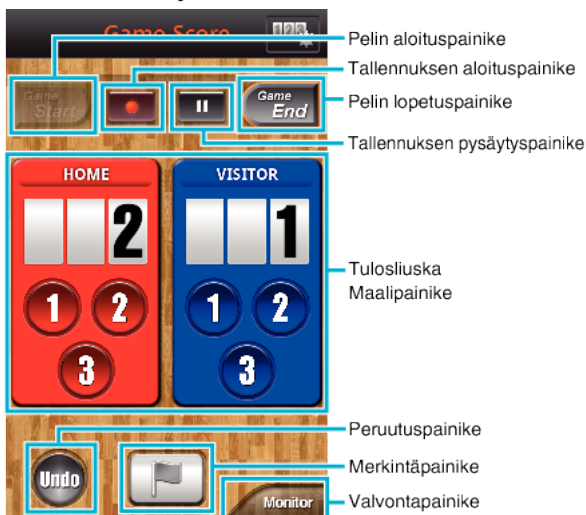 Game Score
123
Pelin aloituspainike
Tallennuksen aloituspainike
Game
Start
Game
End
Pelin lopetuspainike
Tallennuksen pysäytyspainike
HOME
VISITOR
2
1
1
2
3
1
2
3
Tulosliuska
Maalipainike
Peruutuspainike
Undo
Merkintäpainike
Monitor
Valvontapainike